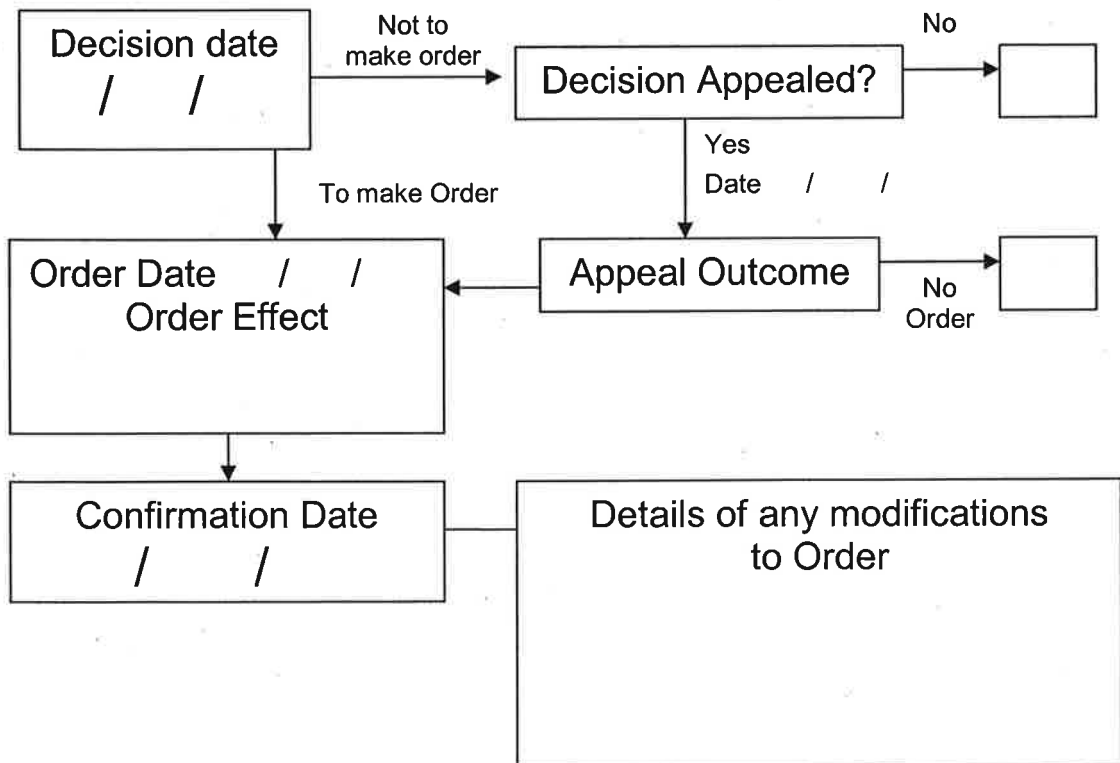 Decision date
/ /
Not to
make order
Decision Appealed?
No
Yes
Date / /
To make Order
Order Date / /
Order Effect
Appeal Outcome
No
Order
Confirmation Date
/ /
Details of any modifications
to Order